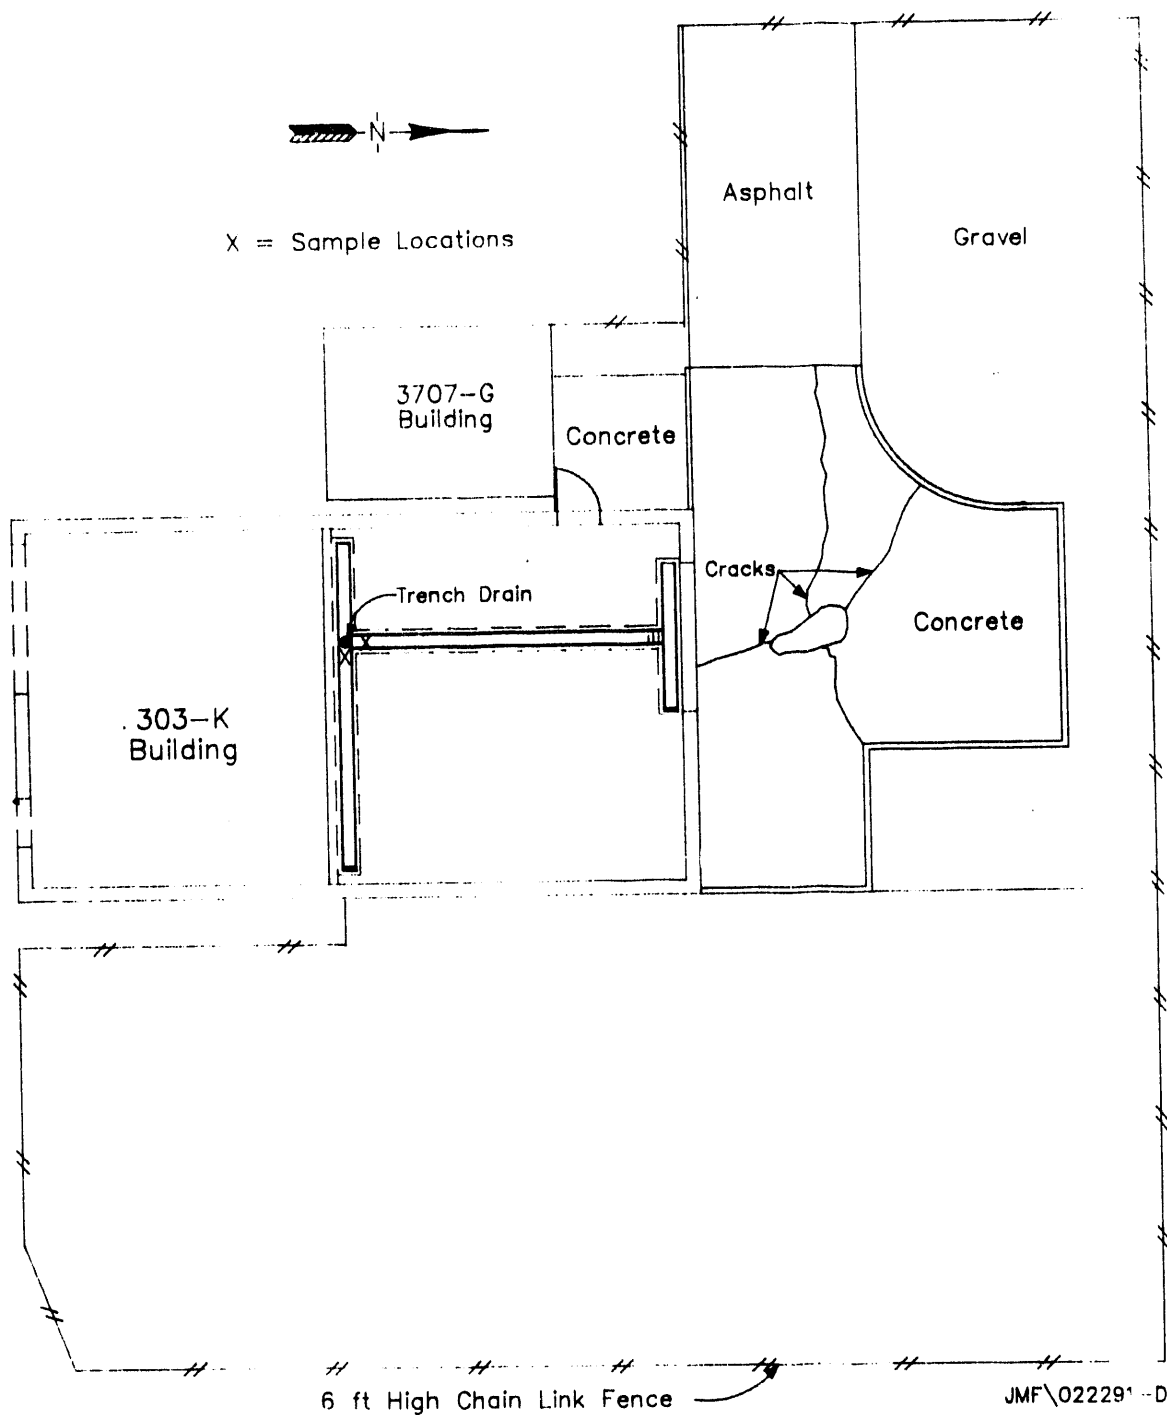 N
X = Sample Locations
Asphalt
Gravel
3707-G
Building
Concrete
Cracks
Trench Drain
X
X
Concrete
303-K
Building
6 ft High Chain Link Fence